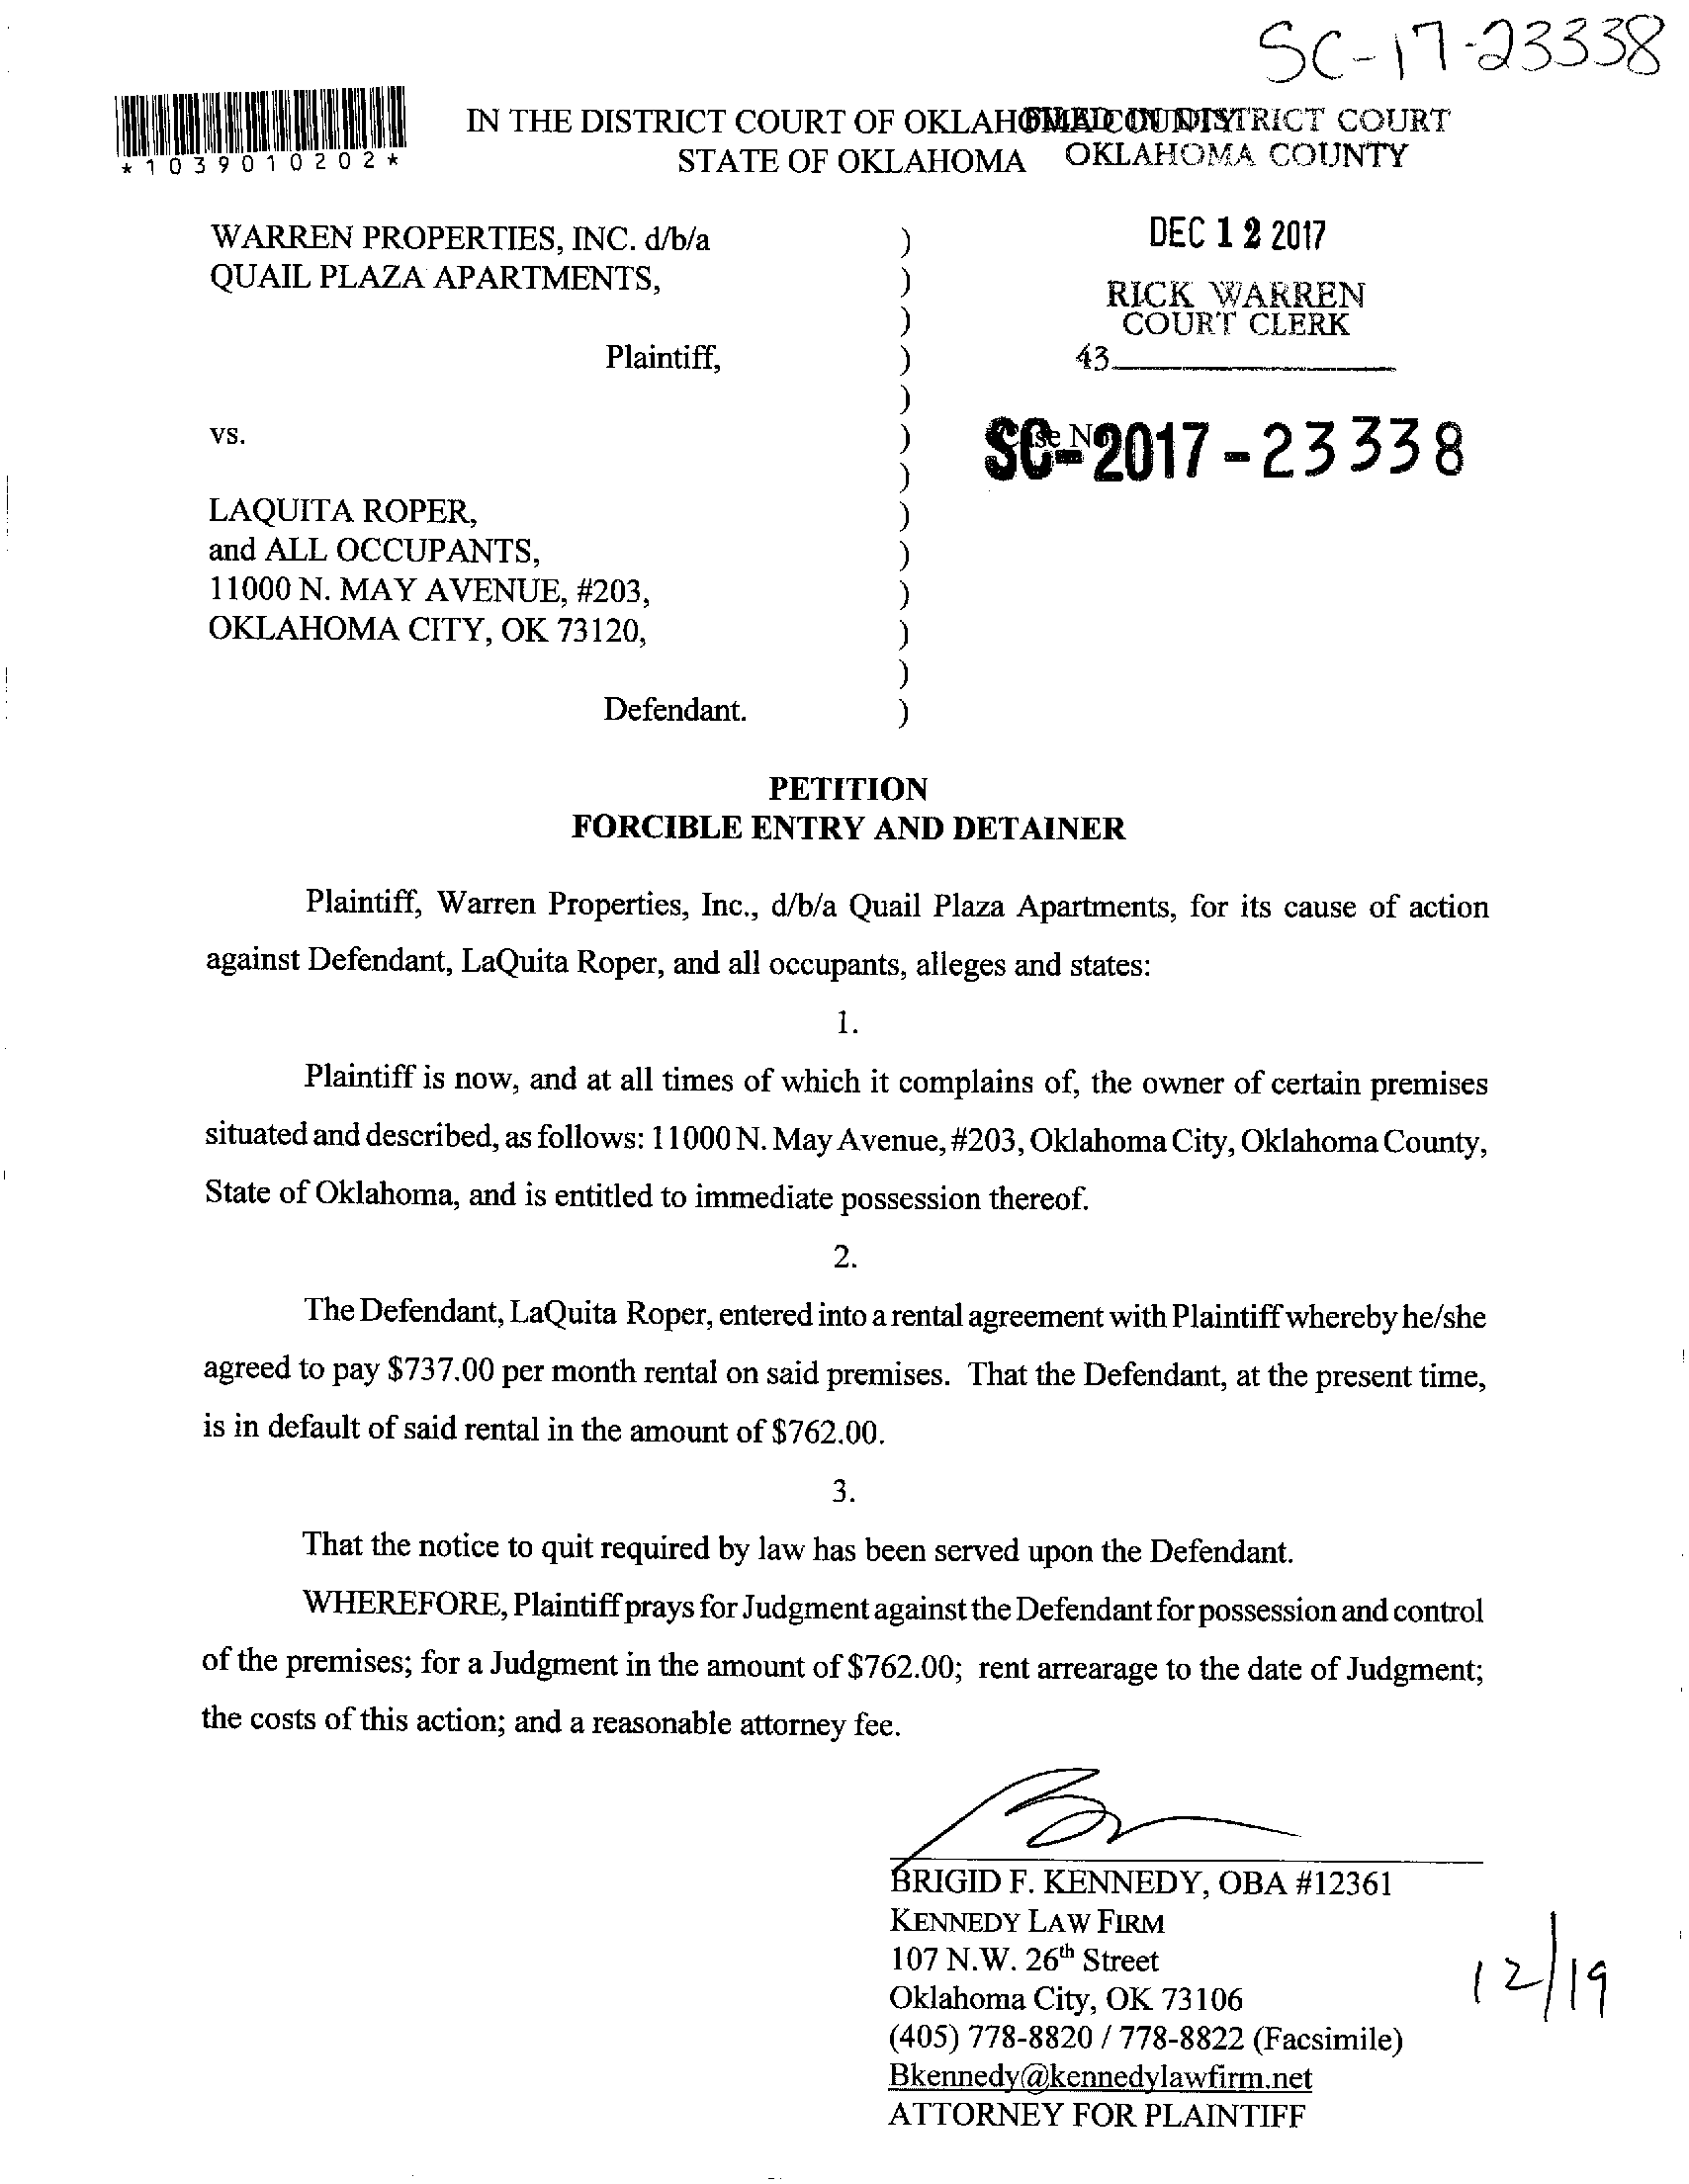 SC-17-23338
*1039010202*
IN THE DISTRICT COURT OF OKLAHOMA COUNTY
STATE OF OKLAHOMA
FILED IN DISTRICT COURT
OKLAHOMA COUNTY
WARREN PROPERTIES, INC. d/b/a
QUAIL PLAZA APARTMENTS,
Plaintiff,
vs.
LAQUITA ROPER,
and ALL OCCUPANTS,
11000 N. MAY AVENUE, #203,
OKLAHOMA CITY, OK 73120,
Defendant.
)
)
)
)
)
)
)
)
)
)
)
)
)
DEC 12 2017
RICK WARREN
COURT CLERK
43
Case No.
SC-2017-23338
PETITION
FORCIBLE ENTRY AND DETAINER
Plaintiff, Warren Properties, Inc., d/b/a Quail Plaza Apartments, for its cause of action
against Defendant, LaQuita Roper, and all occupants, alleges and states:
1.
Plaintiff is now, and at all times of which it complains of, the owner of certain premises
situated and described, as follows: 11000 N. May Avenue, #203, Oklahoma City, Oklahoma County,
State of Oklahoma, and is entitled to immediate possession thereof.
2.
The Defendant, LaQuita Roper, entered into a rental agreement with Plaintiff whereby he/she
agreed to pay $737.00 per month rental on said premises. That the Defendant, at the present time,
is in default of said rental in the amount of $762.00.
3.
That the notice to quit required by law has been served upon the Defendant.
WHEREFORE, Plaintiff prays for Judgment against the Defendant for possession and control
of the premises; for a Judgment in the amount of $762.00; rent arrearage to the date of Judgment;
the costs of this action; and a reasonable attorney fee.
BRIGID F. KENNEDY, OBA #12361
KENNEDY LAW FIRM
107 N.W. 26th Street
Oklahoma City, OK 73106
(405) 778-8820 / 778-8822 (Facsimile)
Bkennedy@kennedylawfirm.net
ATTORNEY FOR PLAINTIFF
12/19